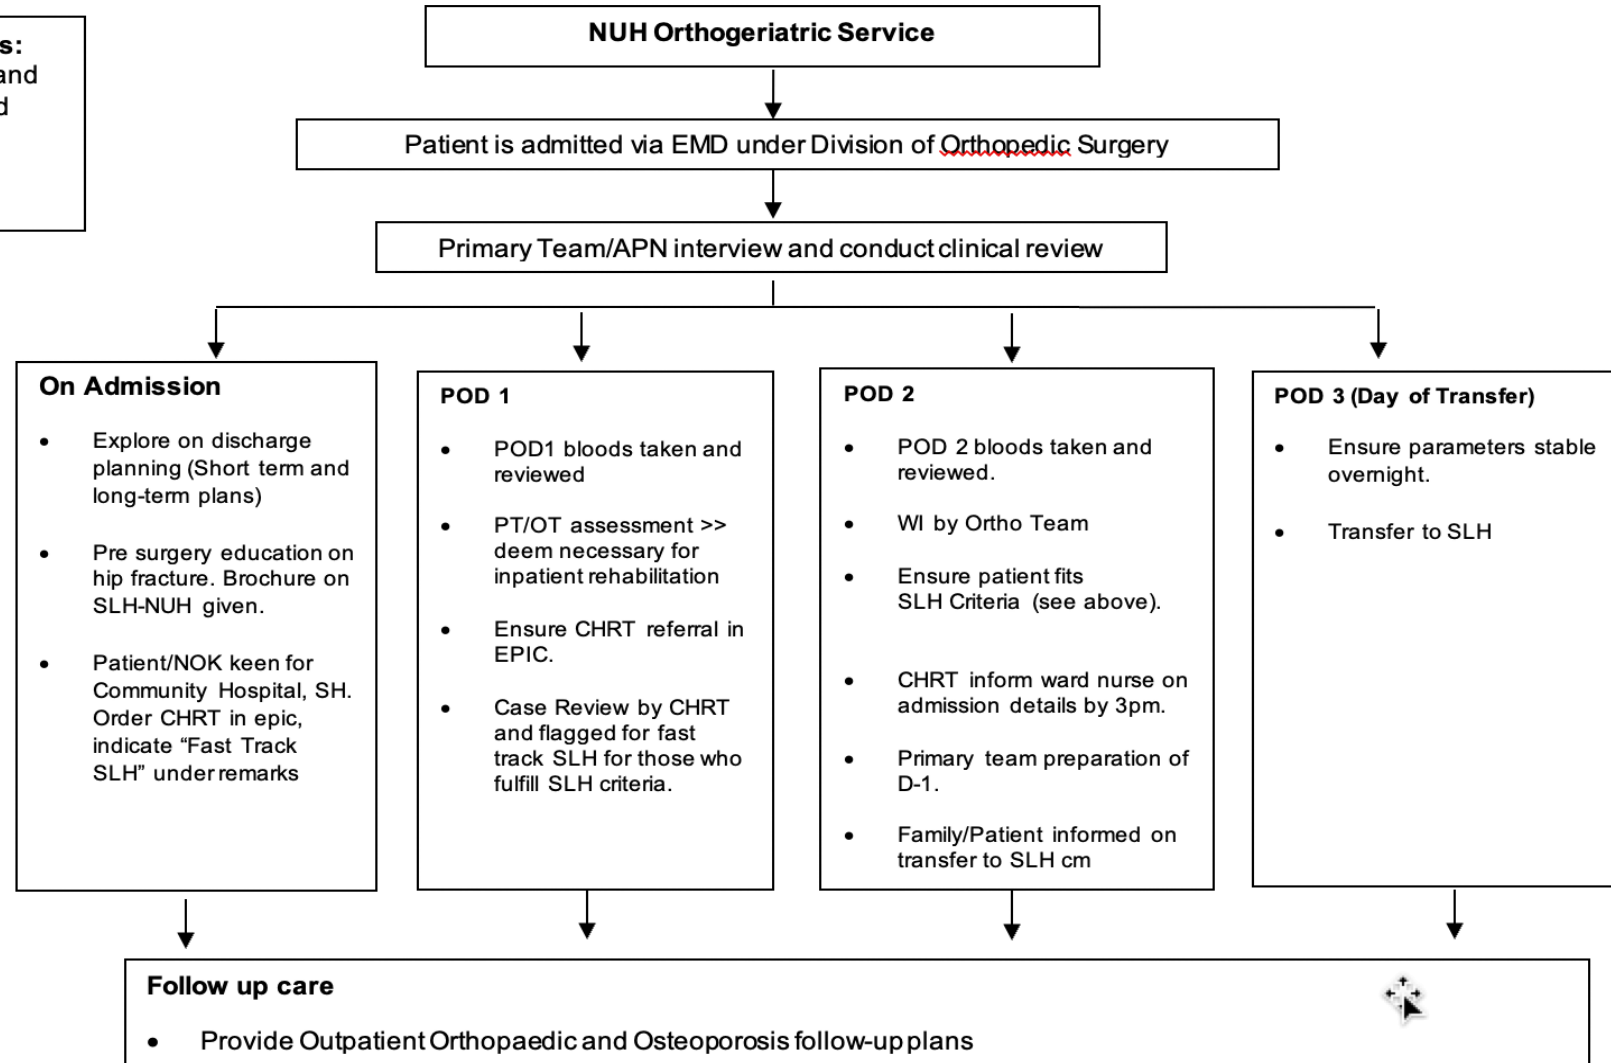 s:
and
d
NUH Orthogeriatric Service
Patient is admitted via EMD under Division of Orthopedic Surgery
Primary Team/APN interview and conduct clinical review
On Admission
• Explore on discharge
planning (Short term and
long-term plans)
• Pre surgery education on
hip fracture. Brochure on
SLH-NUH given.
• Patient/NOK keen for
Community Hospital, SH.
Order CHRT in epic,
indicate “Fast Track
SLH” under remarks
POD 1
• POD1 bloods taken and
reviewed
• PT/OT assessment >>
deem necessary for
inpatient rehabilitation
• Ensure CHRT referral in
EPIC.
• Case Review by CHRT
and flagged for fast
track SLH for those who
fulfill SLH criteria.
POD 2
• POD 2 bloods taken and
reviewed.
• WI by Ortho Team
• Ensure patient fits
SLH Criteria (see above).
• CHRT inform ward nurse on
admission details by 3pm.
• Primary team preparation of
D-1.
• Family/Patient informed on
transfer to SLH cm
POD 3 (Day of Transfer)
• Ensure parameters stable
overnight.
• Transfer to SLH
Follow up care
• Provide Outpatient Orthopaedic and Osteoporosis follow-up plans